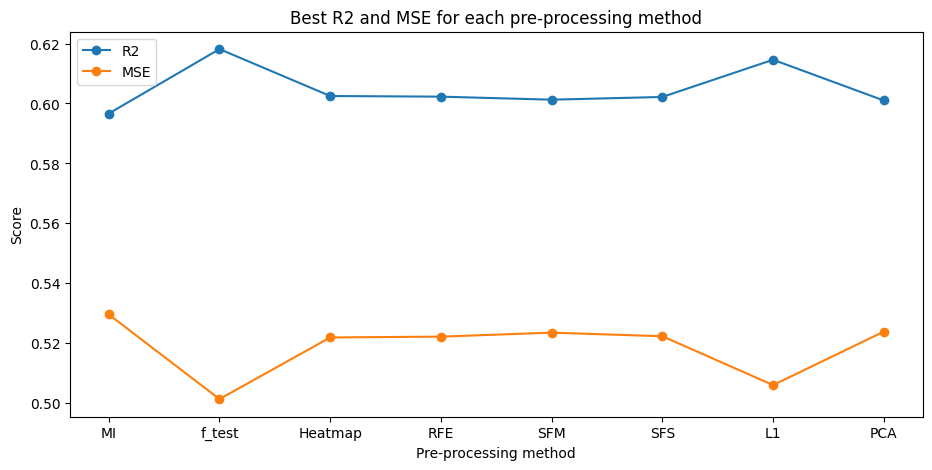 Best R2 and MSE for each pre-processing method
R2
MSE
Score
0.62
0.60
0.58
0.56
0.54
0.52
0.50
MI f_test Heatmap RFE SFM SFS L1 PCA
Pre-processing method